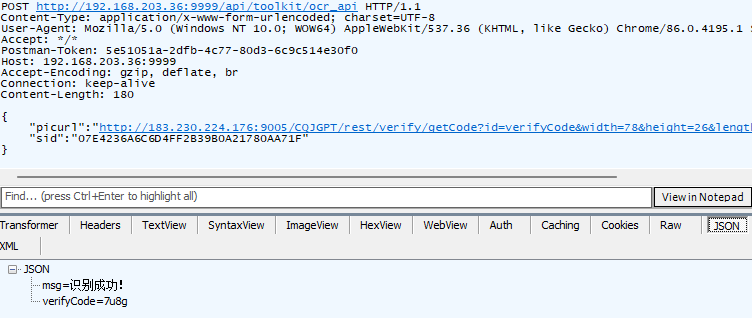 POST http://192.168.203.36:9999/api/toolkit/ocr_api HTTP/1.1
Content-Type: application/x-www-form-urlencoded; charset=UTF-8
User-Agent: Mozilla/5.0 (Windows NT 10.0; WOW64) AppleWebKit/537.36 (KHTML, like Gecko) Chrome/86.0.4195.1 S
Accept: */*
Postman-Token: 5e51051a-2dfb-4c77-80d3-6c9c514e30f0
Host: 192.168.203.36:9999
Accept-Encoding: gzip, deflate, br
Connection: keep-alive
Content-Length: 180
{
"picurl":"http://183.230.224.176:9005/CQJGPT/rest/verify/getCode?id=verifyCode&width=78&height=26&length
"sid":"07E4236A6C6D4FF2B39B0A21780AA71F"
}
Find... (press Ctrl+Enter to highlight all) View in Notepad
Transformer Headers TextView SyntaxView ImageView HexView WebView Auth Caching Cookies Raw JSON
XML
JSON
msg=识别成功!
verifyCode=7u8g